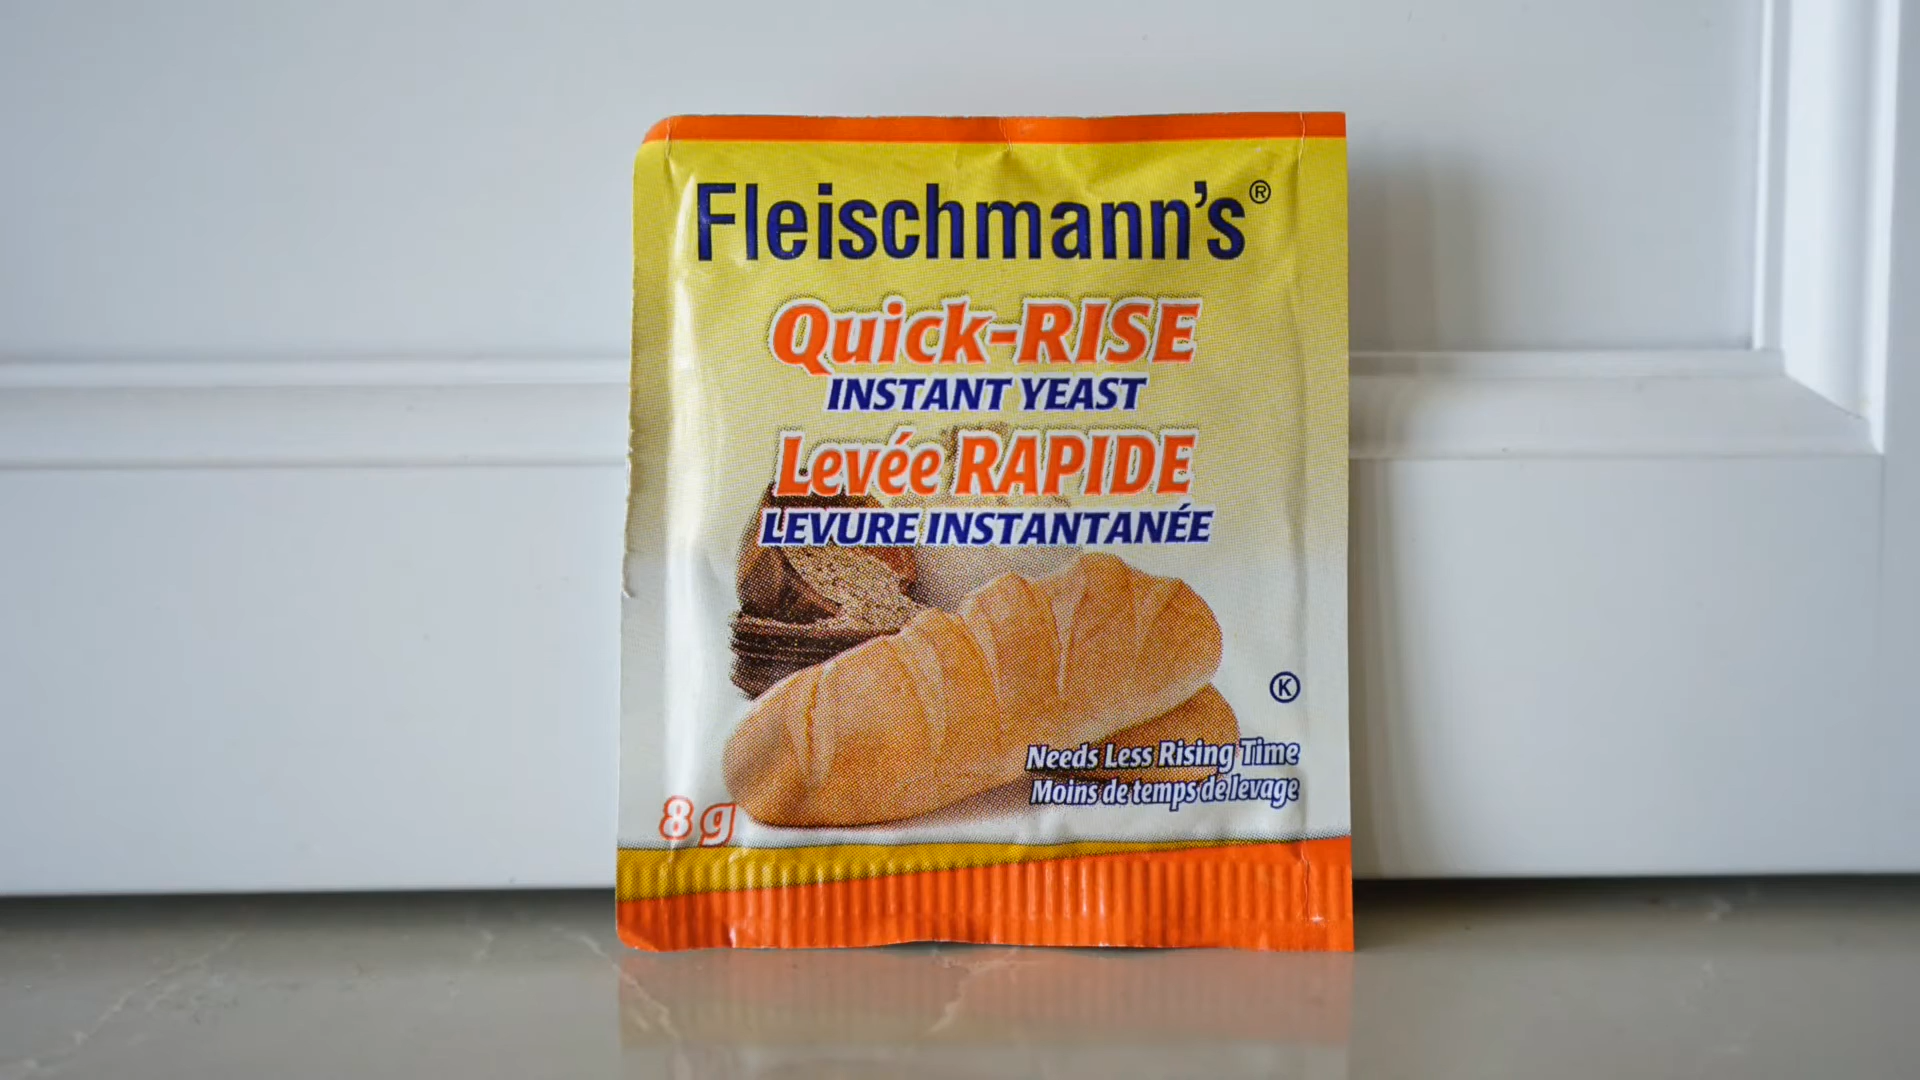 Fleischmann's®
Quick-RISE
INSTANT YEAST
Levée RAPIDE
LEVURE INSTANTANÉE
K
Needs Less Rising Time
Moins de temps de levage
8 g